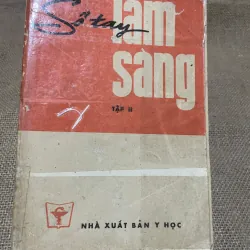 Sổ tay
lâm
sàng
TẬP II
NHÀ XUẤT BẢN Y HỌC